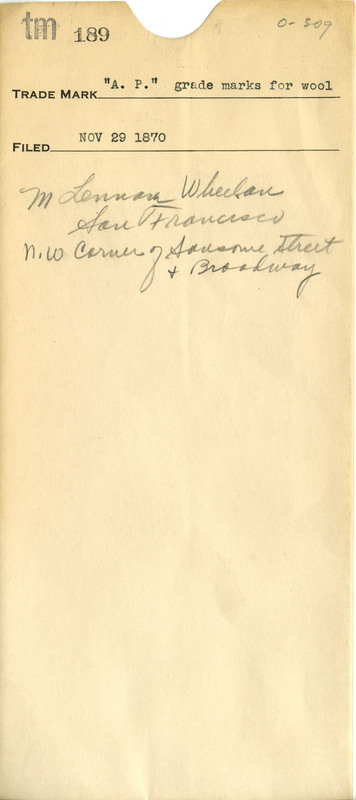 tm 189
0-309
TRADE MARK "A. P." grade marks for wool
FILED NOV 29 1870
M Lennan Wheelan
San Francisco
N.W Corner of Sansome Street
+ Broadway